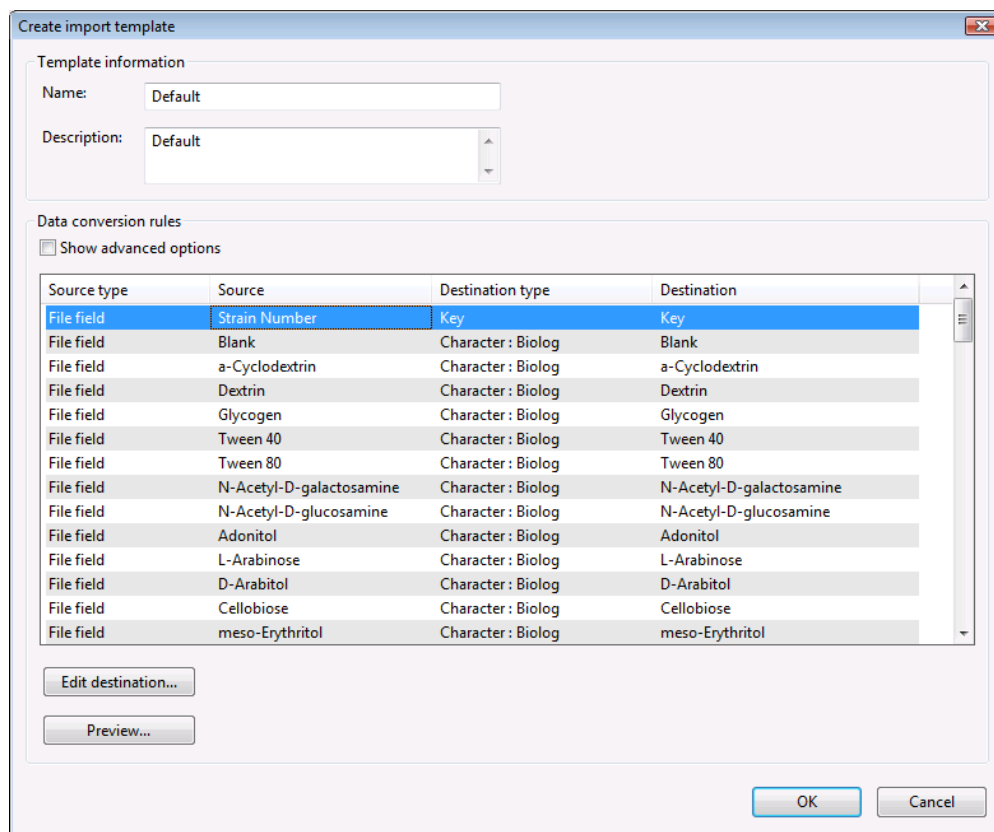 Create import template
Template information
Name: Default
Description: Default
Data conversion rules
Show advanced options
Source type Source Destination type Destination
File field Strain Number Key Key
File field Blank Character : Biolog Blank
File field a-Cyclodextrin Character : Biolog a-Cyclodextrin
File field Dextrin Character : Biolog Dextrin
File field Glycogen Character : Biolog Glycogen
File field Tween 40 Character : Biolog Tween 40
File field Tween 80 Character : Biolog Tween 80
File field N-Acetyl-D-galactosamine Character : Biolog N-Acetyl-D-galactosamine
File field N-Acetyl-D-glucosamine Character : Biolog N-Acetyl-D-glucosamine
File field Adonitol Character : Biolog Adonitol
File field L-Arabinose Character : Biolog L-Arabinose
File field D-Arabitol Character : Biolog D-Arabitol
File field Cellobiose Character : Biolog Cellobiose
File field meso-Erythritol Character : Biolog meso-Erythritol
Edit destination...
Preview...
OK Cancel